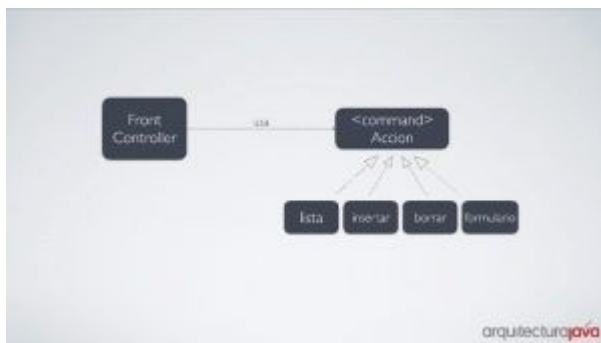 Front
Controller
usa
<command>
Accion
lista
insertar
borrar
formulario
arquitecturajava